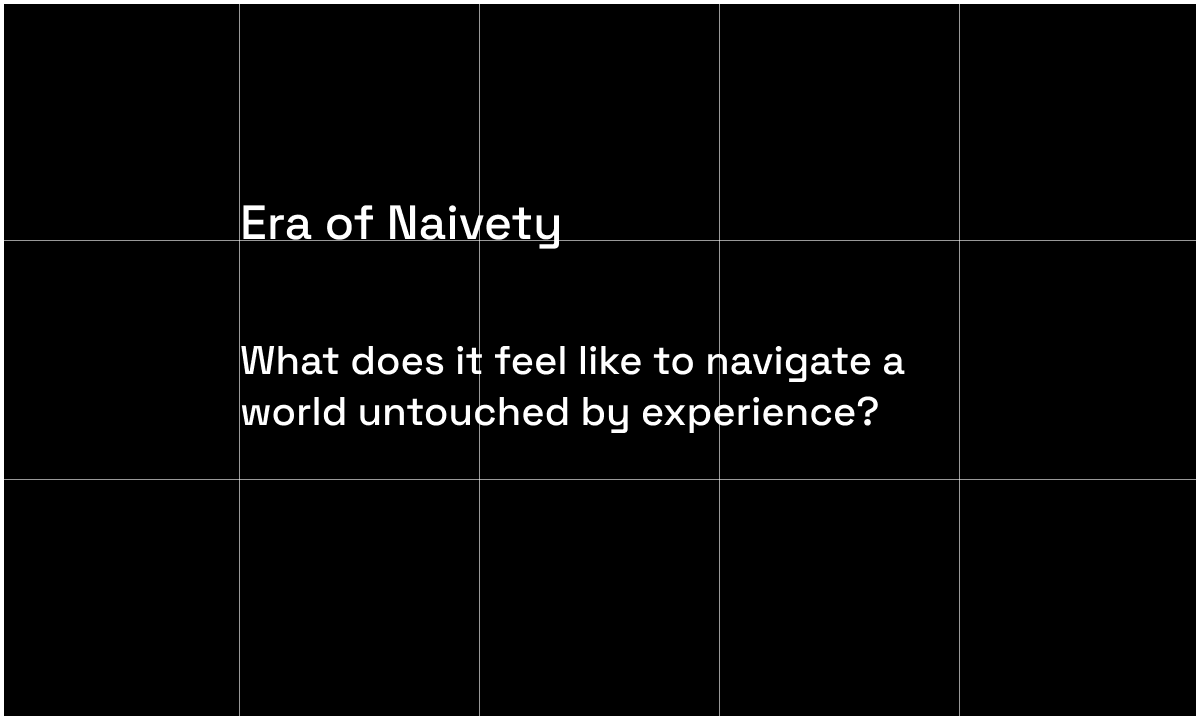 Era of Naivety
What does it feel like to navigate a
world untouched by experience?